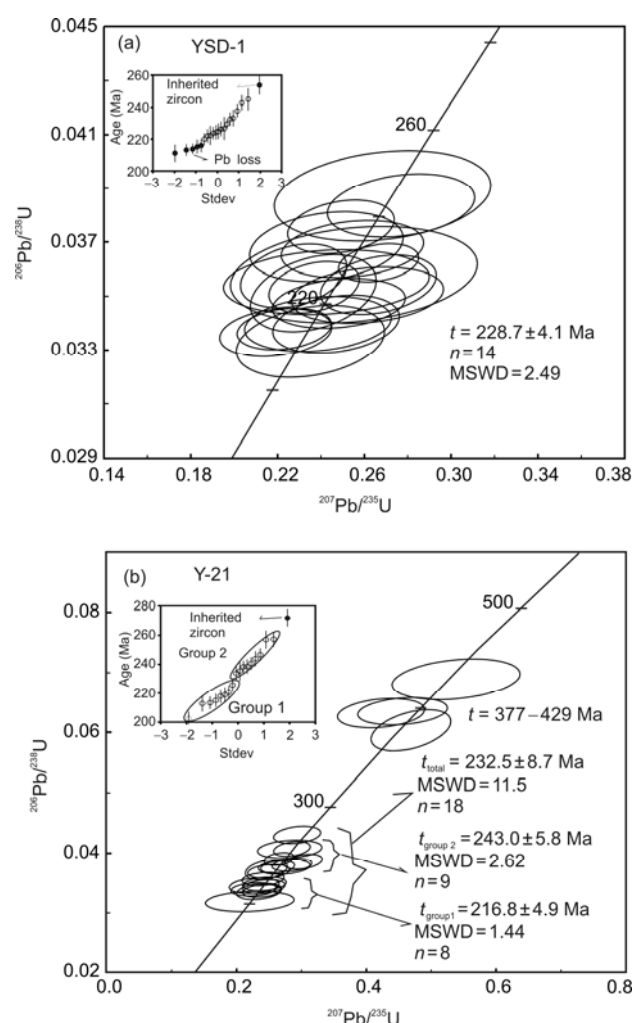 (a) YSD-1
0.045
0.041
0.037
0.033
0.029
²⁰⁶Pb/²³⁸U
0.14 0.18 0.22 0.26 0.30 0.34 0.38
²⁰⁷Pb/²³⁵U
260
220
Inherited
zircon
Pb loss
Age (Ma)
260
240
220
200
−3 −2 −1 0 1 2 3
Stdev
t = 228.7±4.1 Ma
n=14
MSWD=2.49
(b) Y-21
0.08
0.06
0.04
0.02
²⁰⁶Pb/²³⁸U
0.0 0.2 0.4 0.6 0.8
²⁰⁷Pb/²³⁵U
500
300
Inherited
zircon
Group 2
Group 1
Age (Ma)
280
260
240
220
200
−3 −2 −1 0 1 2 3
Stdev
t = 377–429 Ma
t total = 232.5±8.7 Ma
MSWD=11.5
n=18
t group 2 = 243.0±5.8 Ma
MSWD=2.62
n=9
t group1 = 216.8±4.9 Ma
MSWD=1.44
n=8